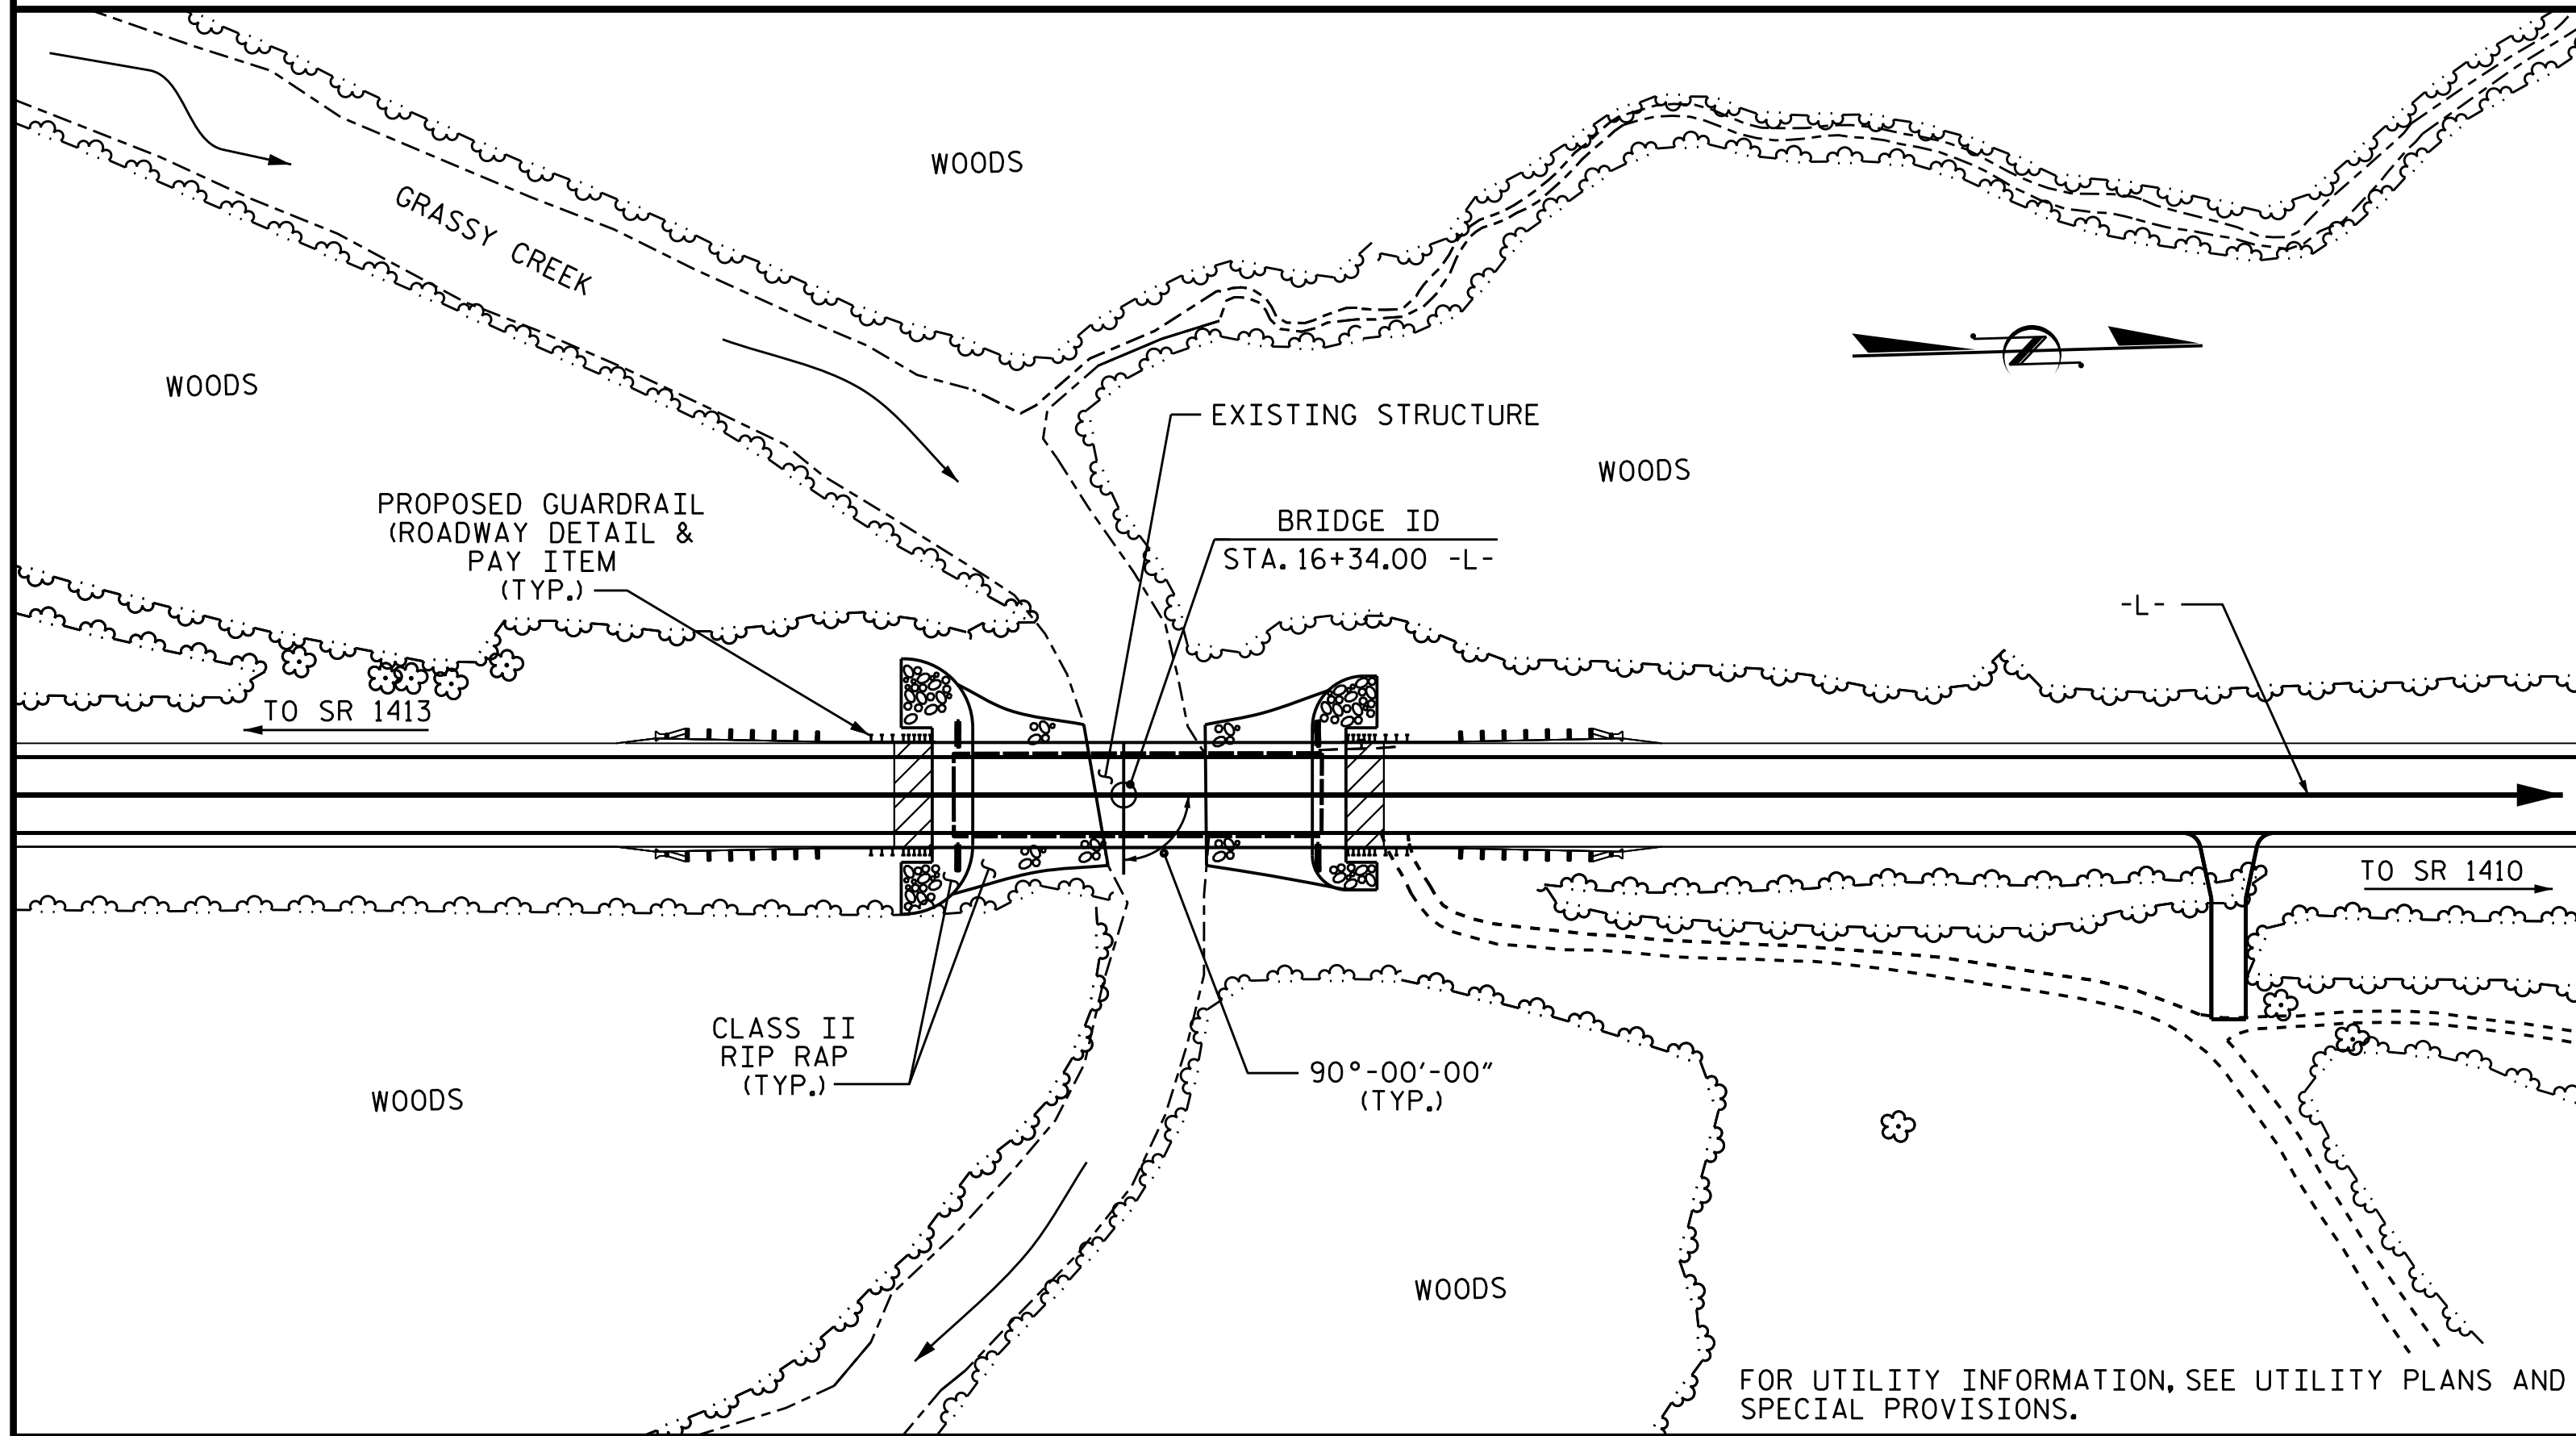 WOODS
GRASSY CREEK
WOODS
EXISTING STRUCTURE
WOODS
PROPOSED GUARDRAIL
(ROADWAY DETAIL &
PAY ITEM
(TYP.)
BRIDGE ID
STA. 16+34.00 -L-
-L-
TO SR 1413
TO SR 1410
CLASS II
RIP RAP
(TYP.)
90°-00'-00"
(TYP.)
WOODS
WOODS
FOR UTILITY INFORMATION, SEE UTILITY PLANS AND
SPECIAL PROVISIONS.